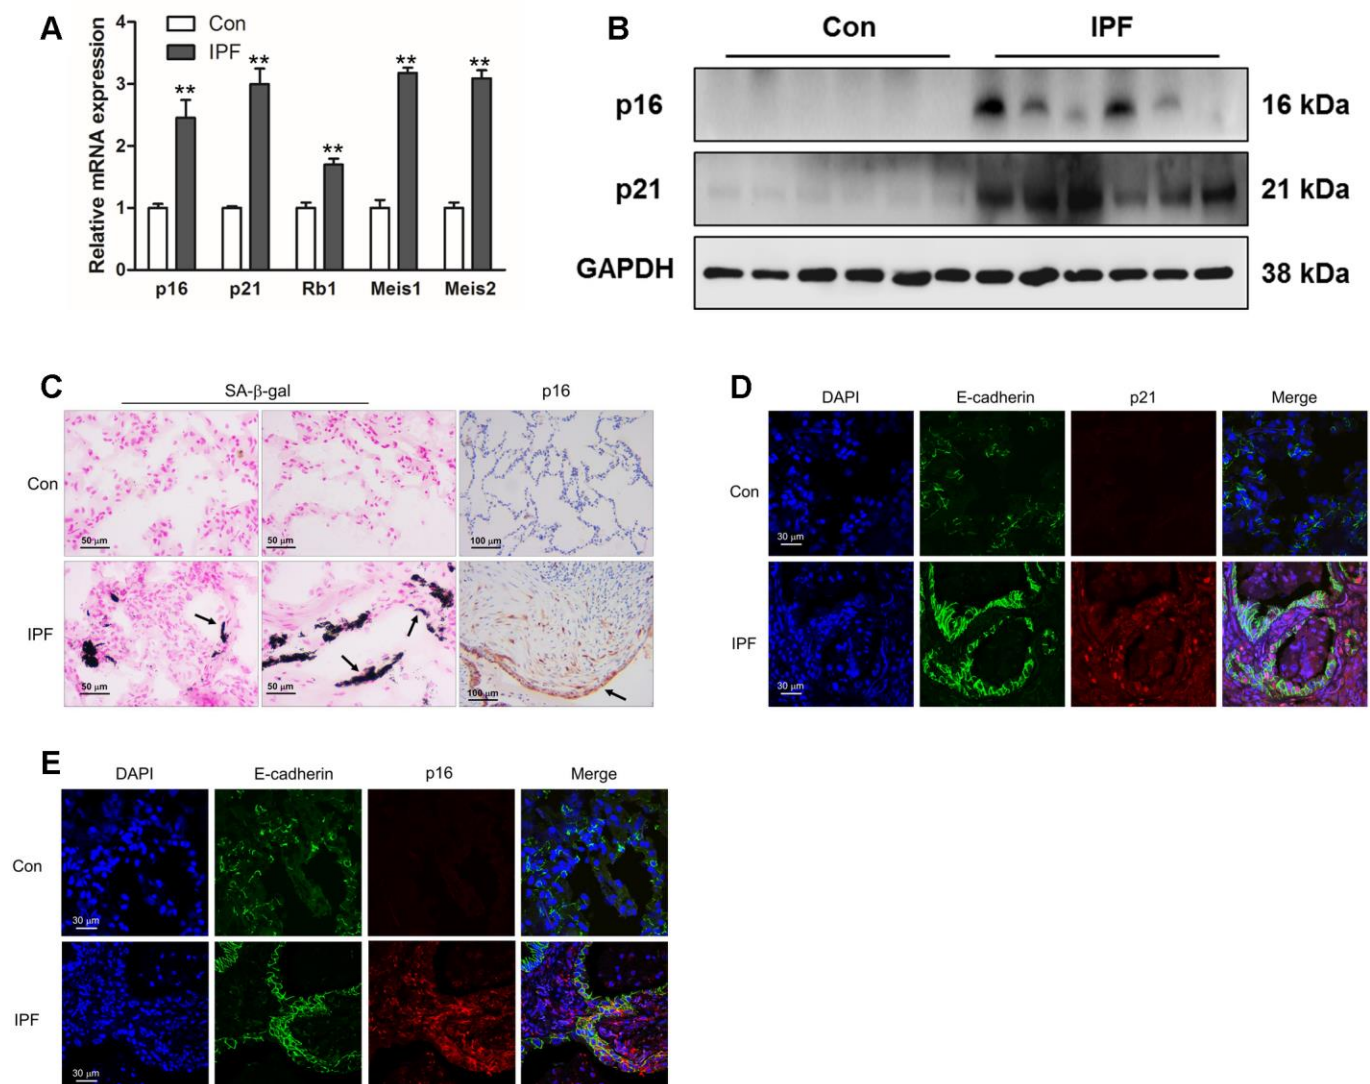 A
Relative mRNA expression
4
3
2
1
0
Con
IPF
**
**
**
**
**
p16
p21
Rb1
Meis1
Meis2
B
Con
IPF
p16
16 kDa
p21
21 kDa
GAPDH
38 kDa
C
SA-β-gal
p16
Con
50 μm
50 μm
100 μm
IPF
50 μm
50 μm
100 μm
D
DAPI
E-cadherin
p21
Merge
Con
30 μm
IPF
30 μm
E
DAPI
E-cadherin
p16
Merge
Con
30 μm
IPF
30 μm